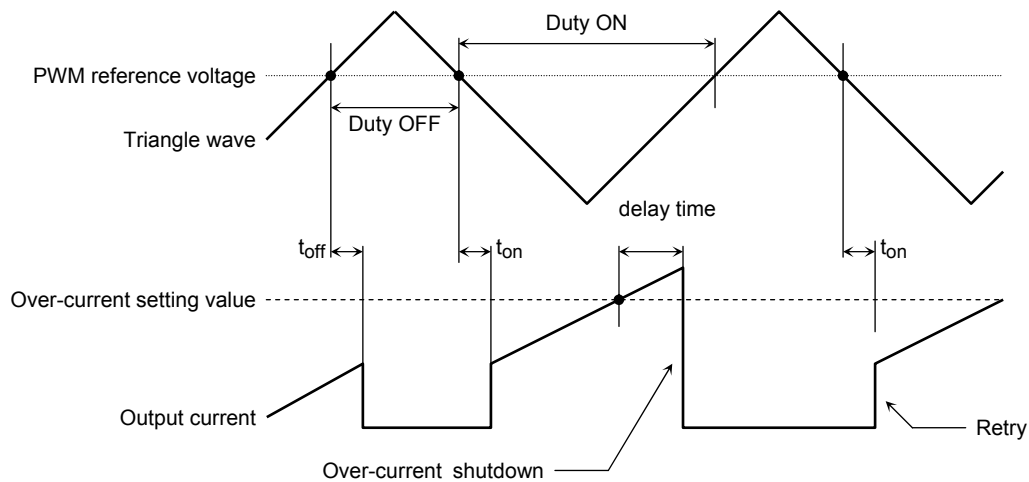 Duty ON
PWM reference voltage
Duty OFF
Triangle wave
delay time
toff
ton
ton
Over-current setting value
Output current
Retry
Over-current shutdown